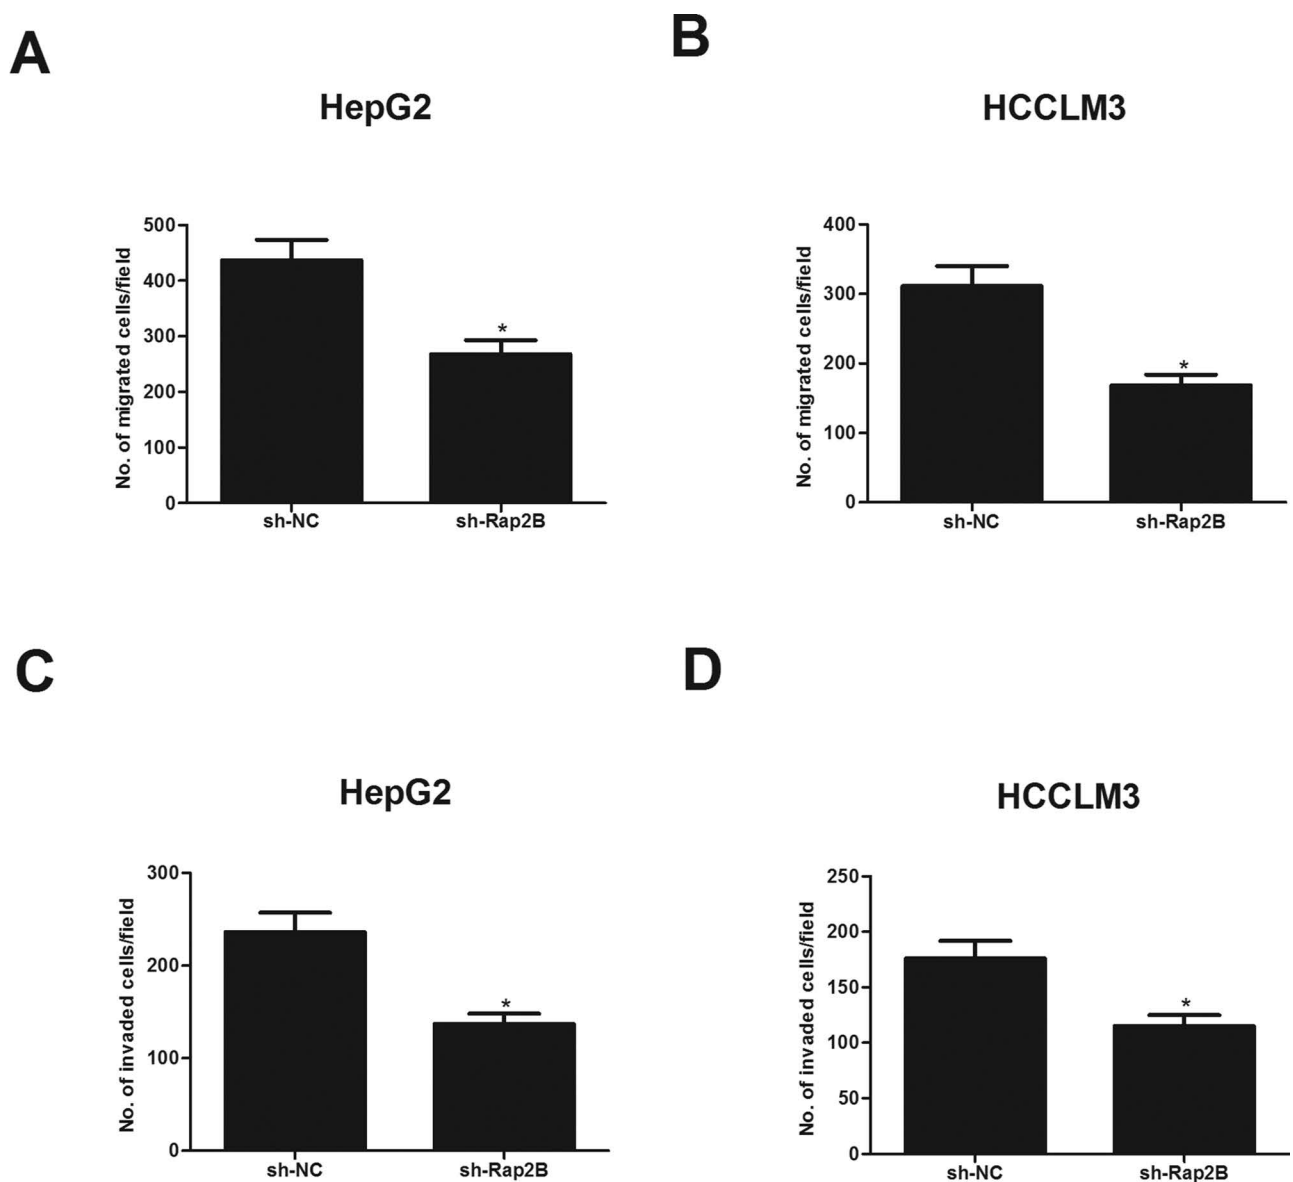 A
HepG2
No. of migrated cells/field
500
400
300
200
100
0
*
sh-NC
sh-Rap2B
B
HCCLM3
No. of migrated cells/field
400
300
200
100
0
*
sh-NC
sh-Rap2B
C
HepG2
No. of invaded cells/field
300
200
100
0
*
sh-NC
sh-Rap2B
D
HCCLM3
No. of invaded cells/field
250
200
150
100
50
0
*
sh-NC
sh-Rap2B